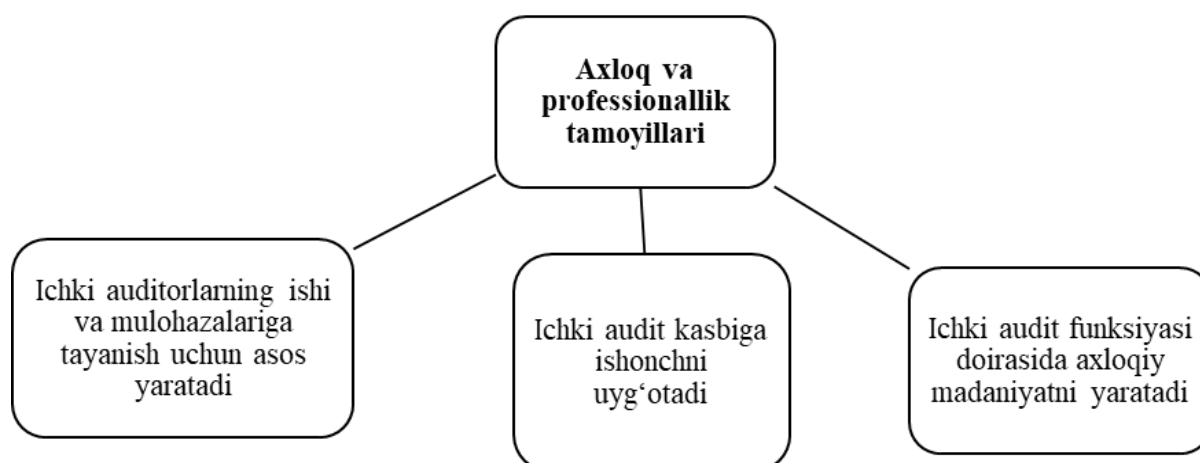 Axloq va
professionallik
tamoyillari
Ichki auditorlarning ishi
va mulohazalariga
tayanish uchun asos
yaratadi
Ichki audit kasbiga
ishonchni
uyg‘otadi
Ichki audit funksiyasi
doirasida axloqiy
madaniyatni yaratadi